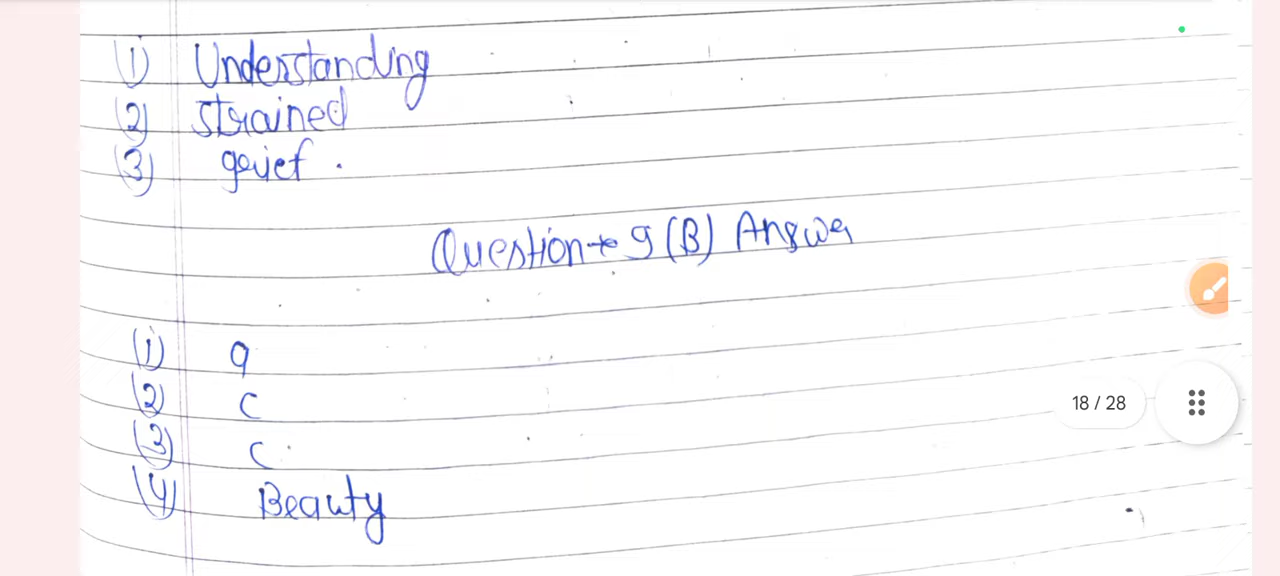 (1) Understanding
(2) strained
(3) grief .
Question → 9 (B) Answer
(1) a
(2) c
(3) c
(4) Beauty
18 / 28